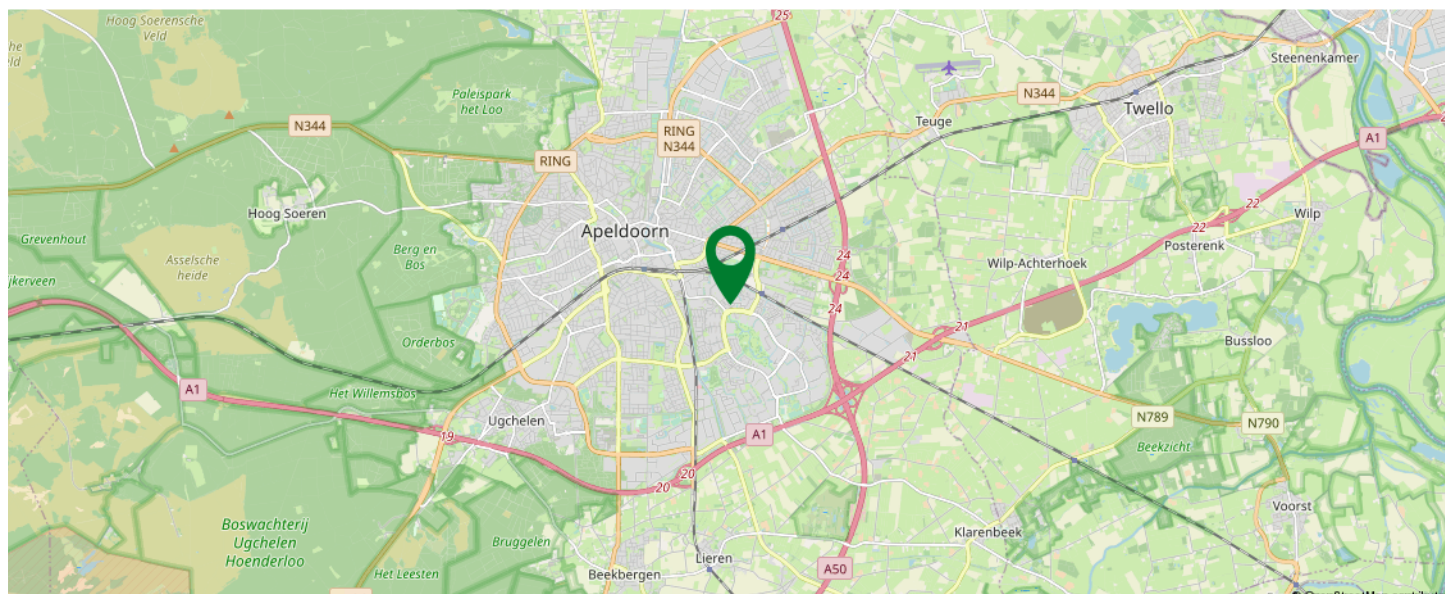 Hoog Soerensche
Veld
25
Steenenkamer
Paleispark
het Loo
N344
Twello
N344
Teuge
RING
N344
A1
RING
Hoog Soeren
22
22
Wilp
Grevenhout
Apeldoorn
Posterenk
Berg en
Bos
Asselsche
heide
24
Wilp-Achterhoek
24
24
21
21
Bussloo
Orderbos
A1
Het Willemsbos
N789
N790
Ugchelen
19
A1
Beekzicht
20
20
Voorst
Boswachterij
Ugchelen
Hoenderloo
Klarenbeek
Bruggelen
Lieren
A50
Het Leesten
Beekbergen